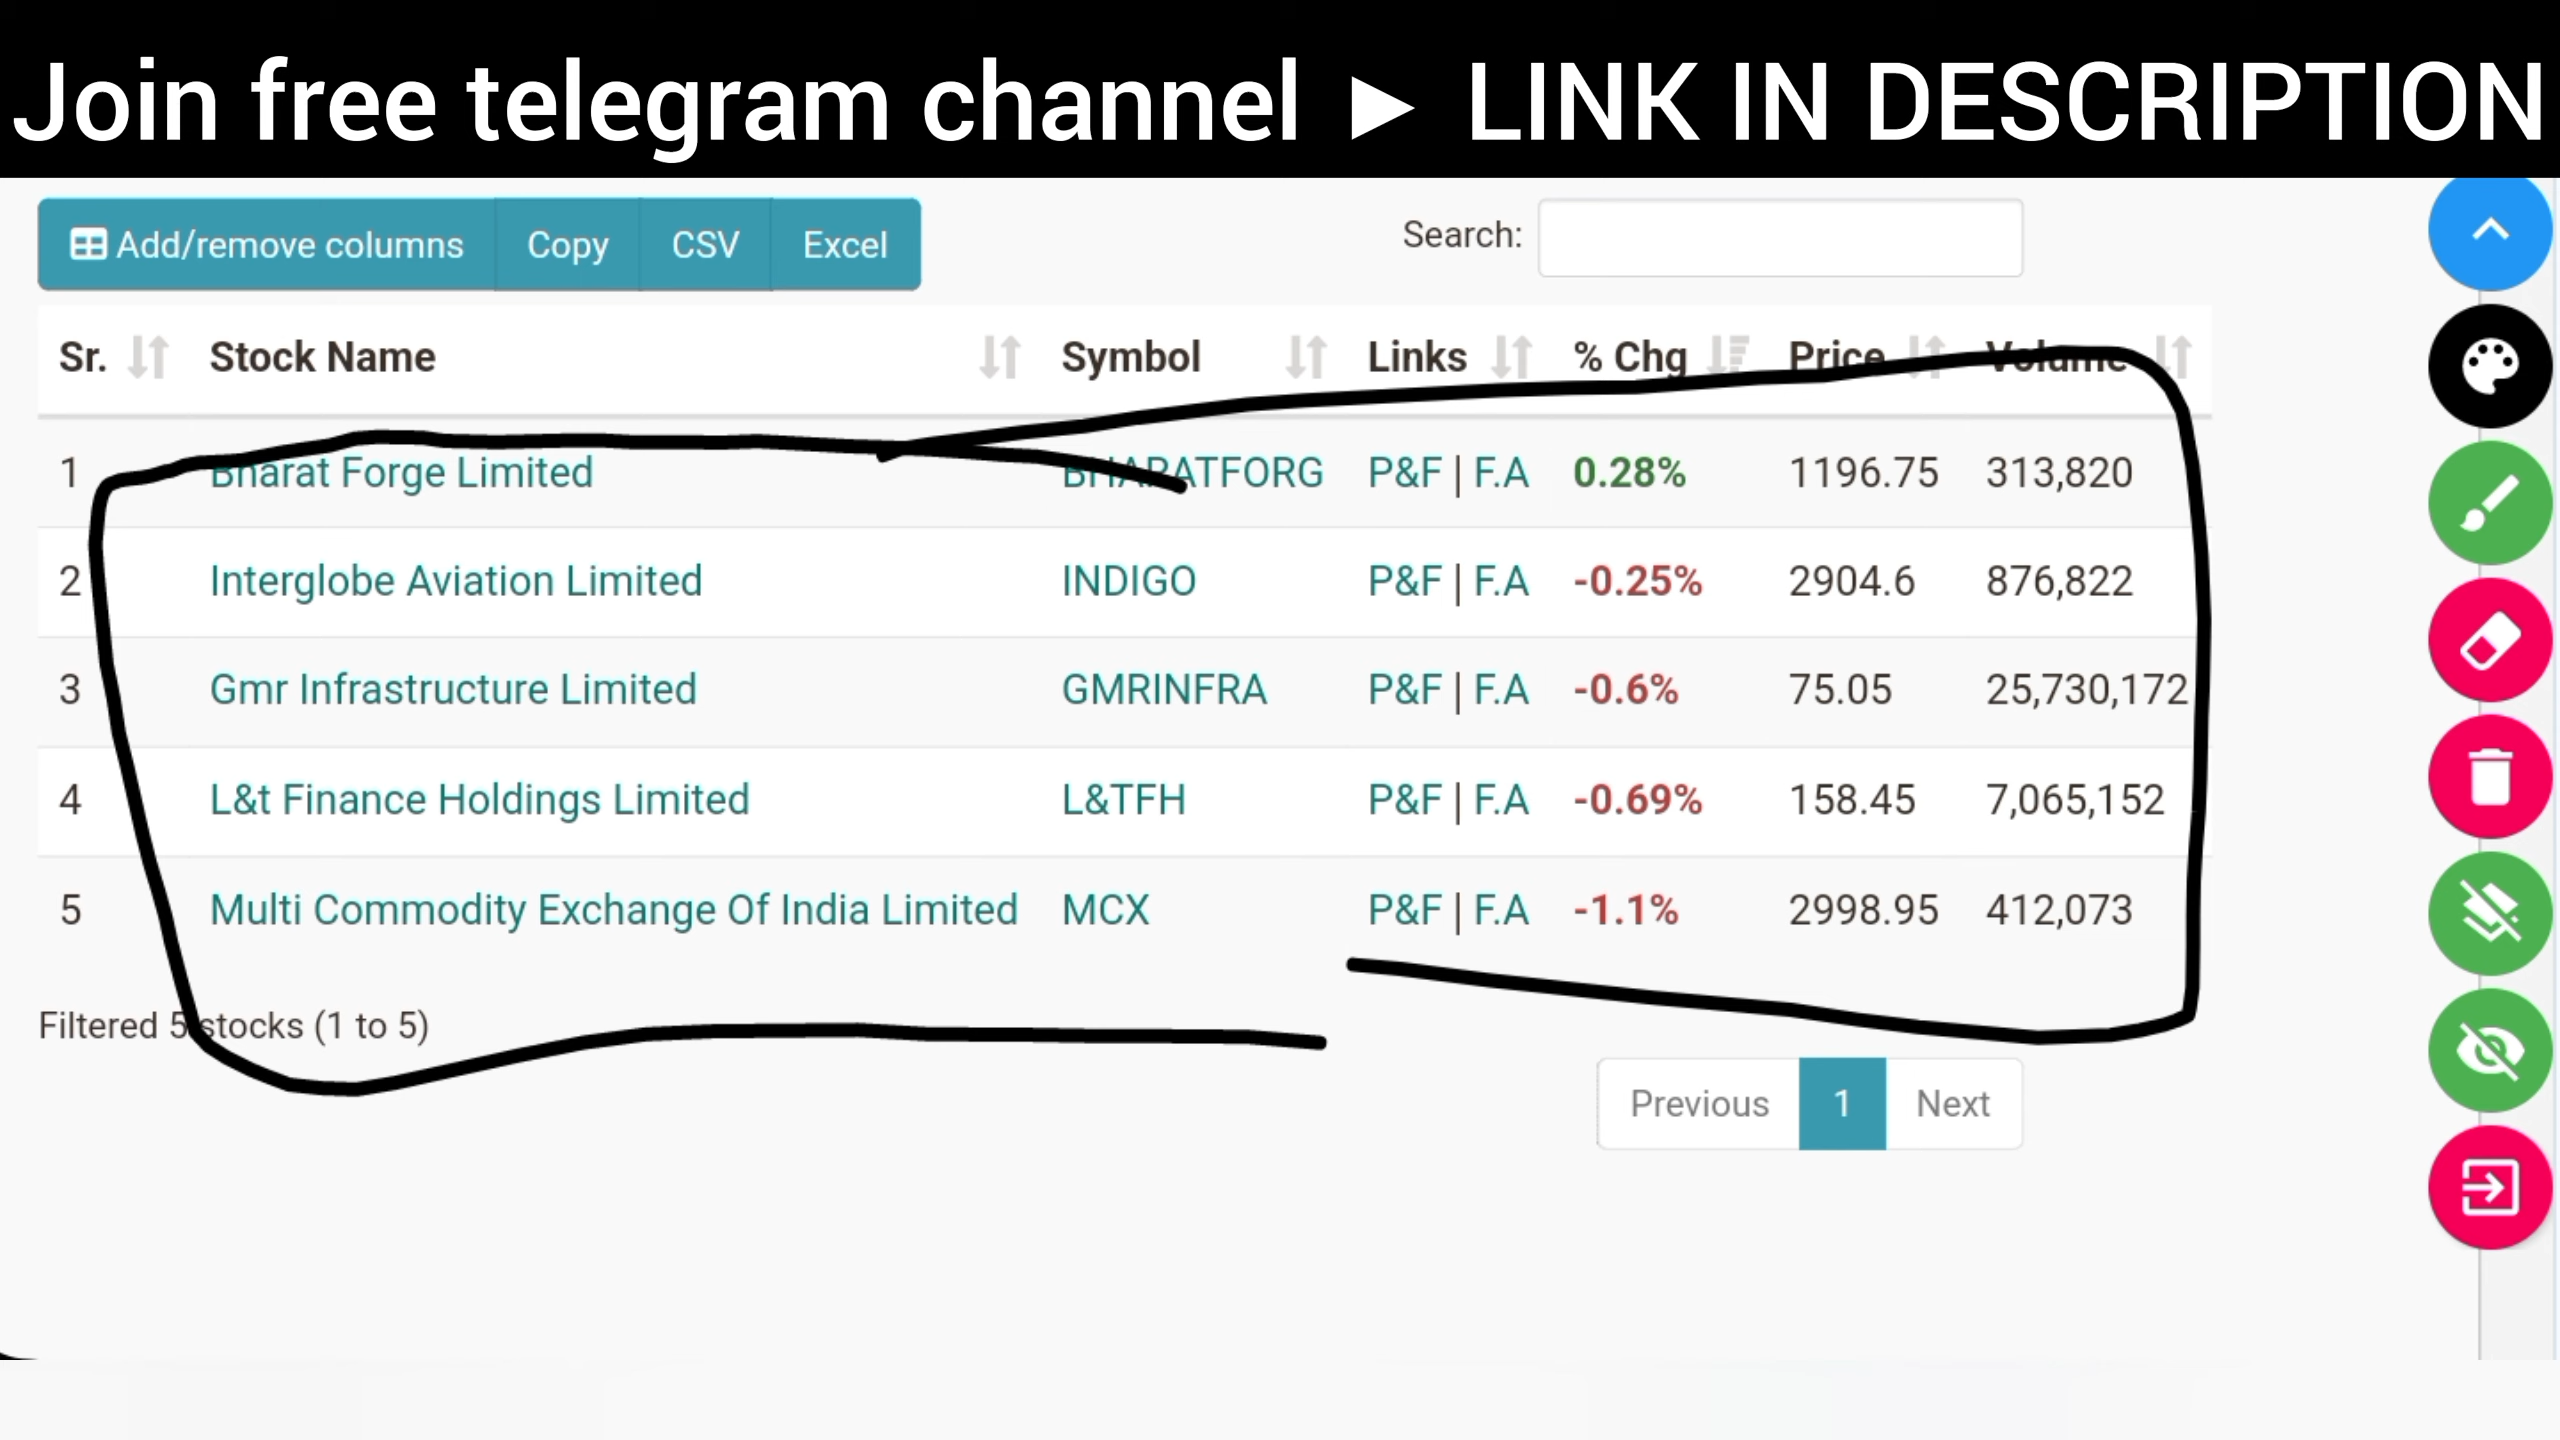 Join free telegram channel ► LINK IN DESCRIPTION
Add/remove columns Copy CSV Excel Search:
Sr. Stock Name Symbol Links % Chg Price Volume
1 Bharat Forge Limited BHARATFORG P&F | F.A 0.28% 1196.75 313,820
2 Interglobe Aviation Limited INDIGO P&F | F.A -0.25% 2904.6 876,822
3 Gmr Infrastructure Limited GMRINFRA P&F | F.A -0.6% 75.05 25,730,172
4 L&t Finance Holdings Limited L&TFH P&F | F.A -0.69% 158.45 7,065,152
5 Multi Commodity Exchange Of India Limited MCX P&F | F.A -1.1% 2998.95 412,073
Filtered 5 stocks (1 to 5)
Previous 1 Next